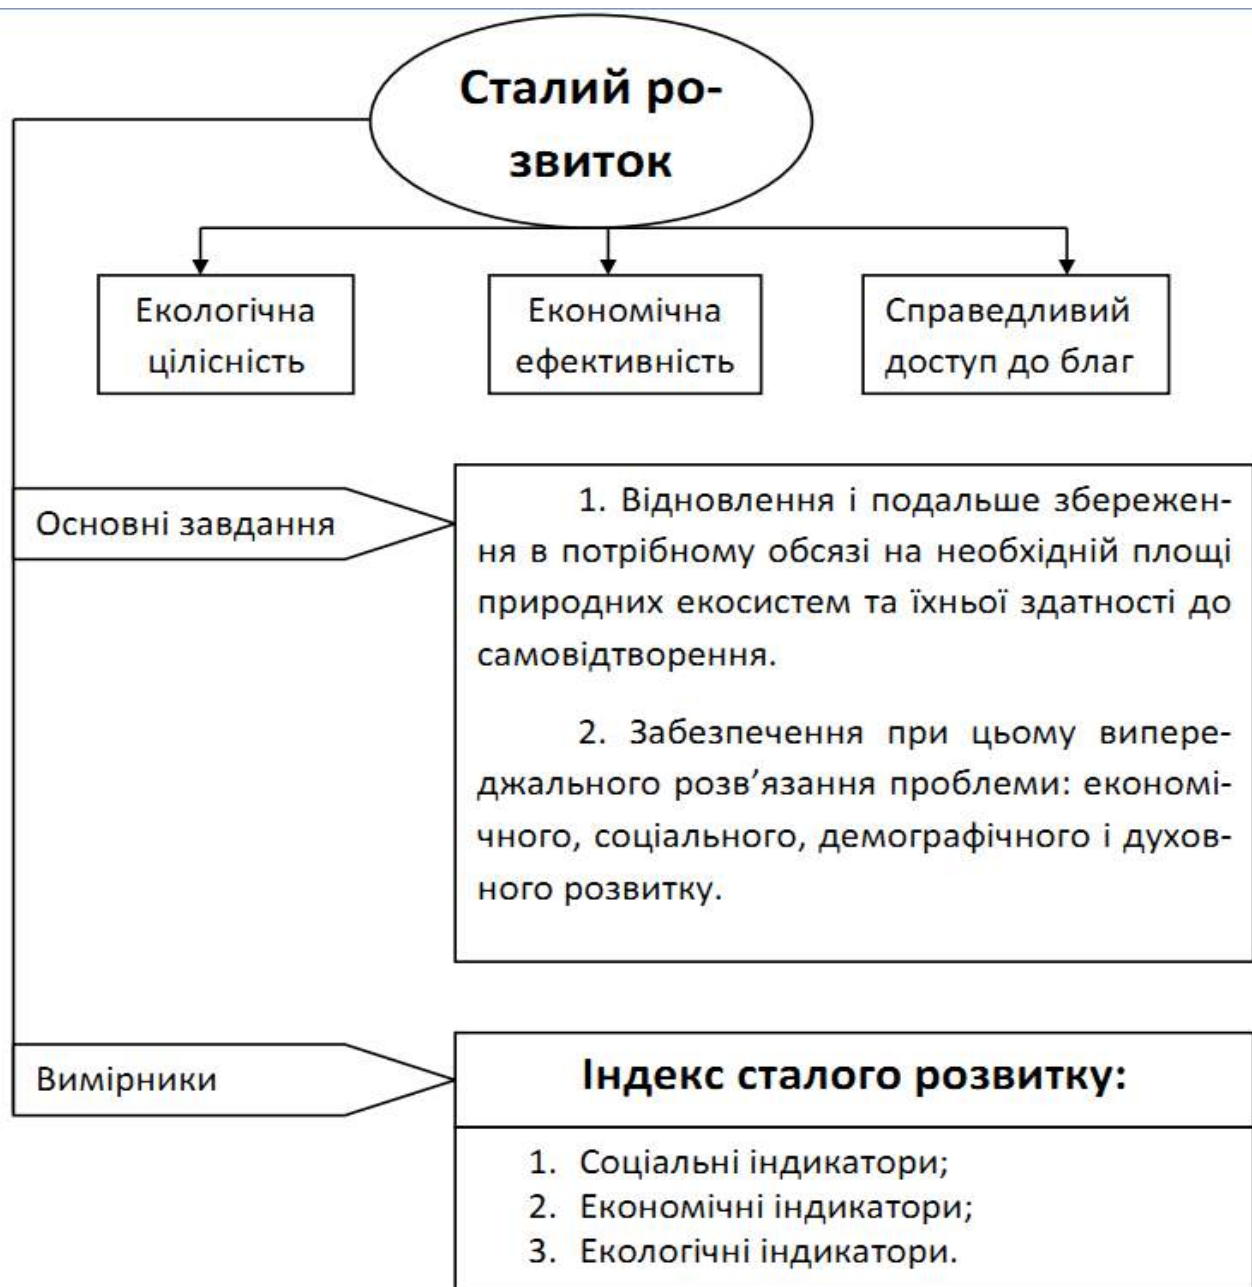 Сталий ро-
звиток
Екологічна
цілісність
Економічна
ефективність
Справедливий
доступ до благ
Основні завдання
1. Відновлення і подальше збережен-
ня в потрібному обсязі на необхідній площі
природних екосистем та їхньої здатності до
самовідтворення.
2. Забезпечення при цьому випере-
джального розв’язання проблеми: економі-
чного, соціального, демографічного і духов-
ного розвитку.
Вимірники
Індекс сталого розвитку:
1. Соціальні індикатори;
2. Економічні індикатори;
3. Екологічні індикатори.